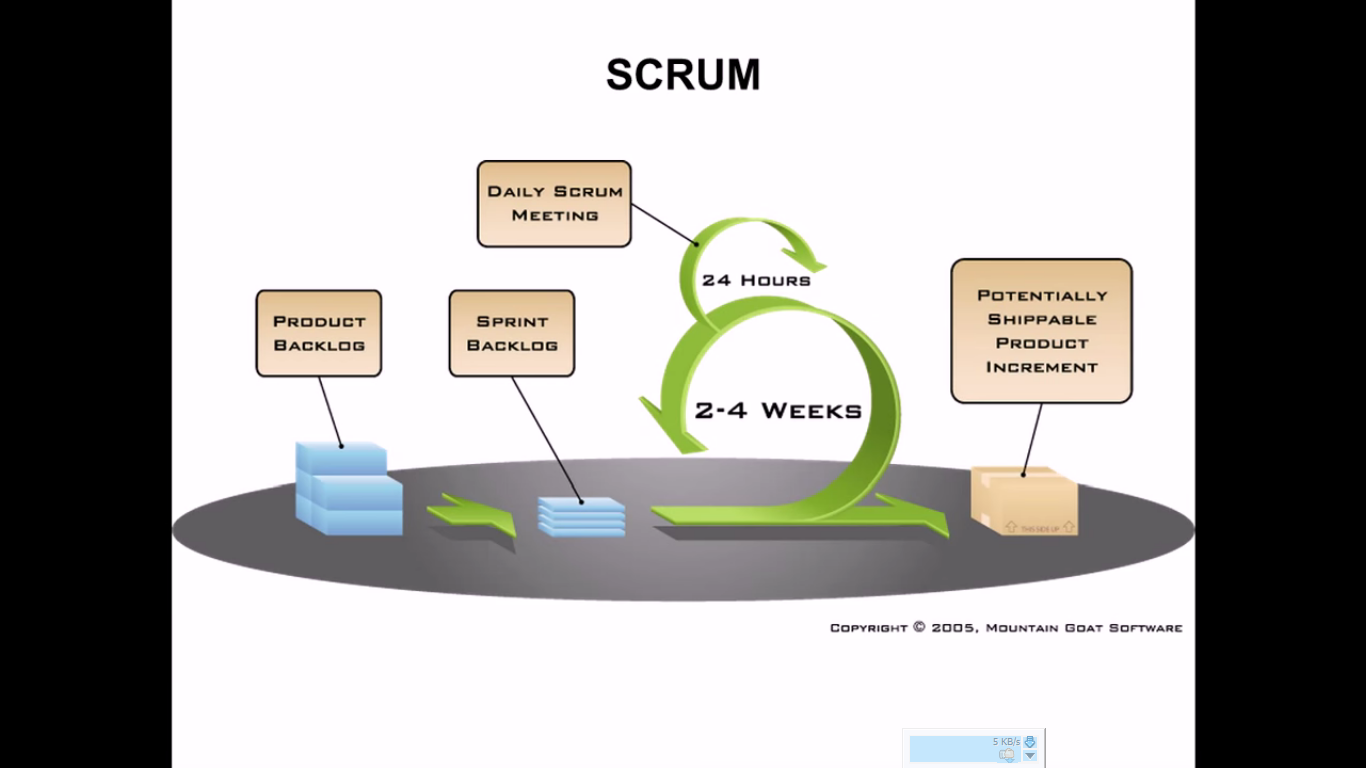 SCRUM
DAILY SCRUM
MEETING
24 HOURS
PRODUCT
BACKLOG
SPRINT
BACKLOG
POTENTIALLY
SHIPPABLE
PRODUCT
INCREMENT
2-4 WEEKS
THIS SIDE UP
COPYRIGHT © 2005, MOUNTAIN GOAT SOFTWARE
5 KB/s